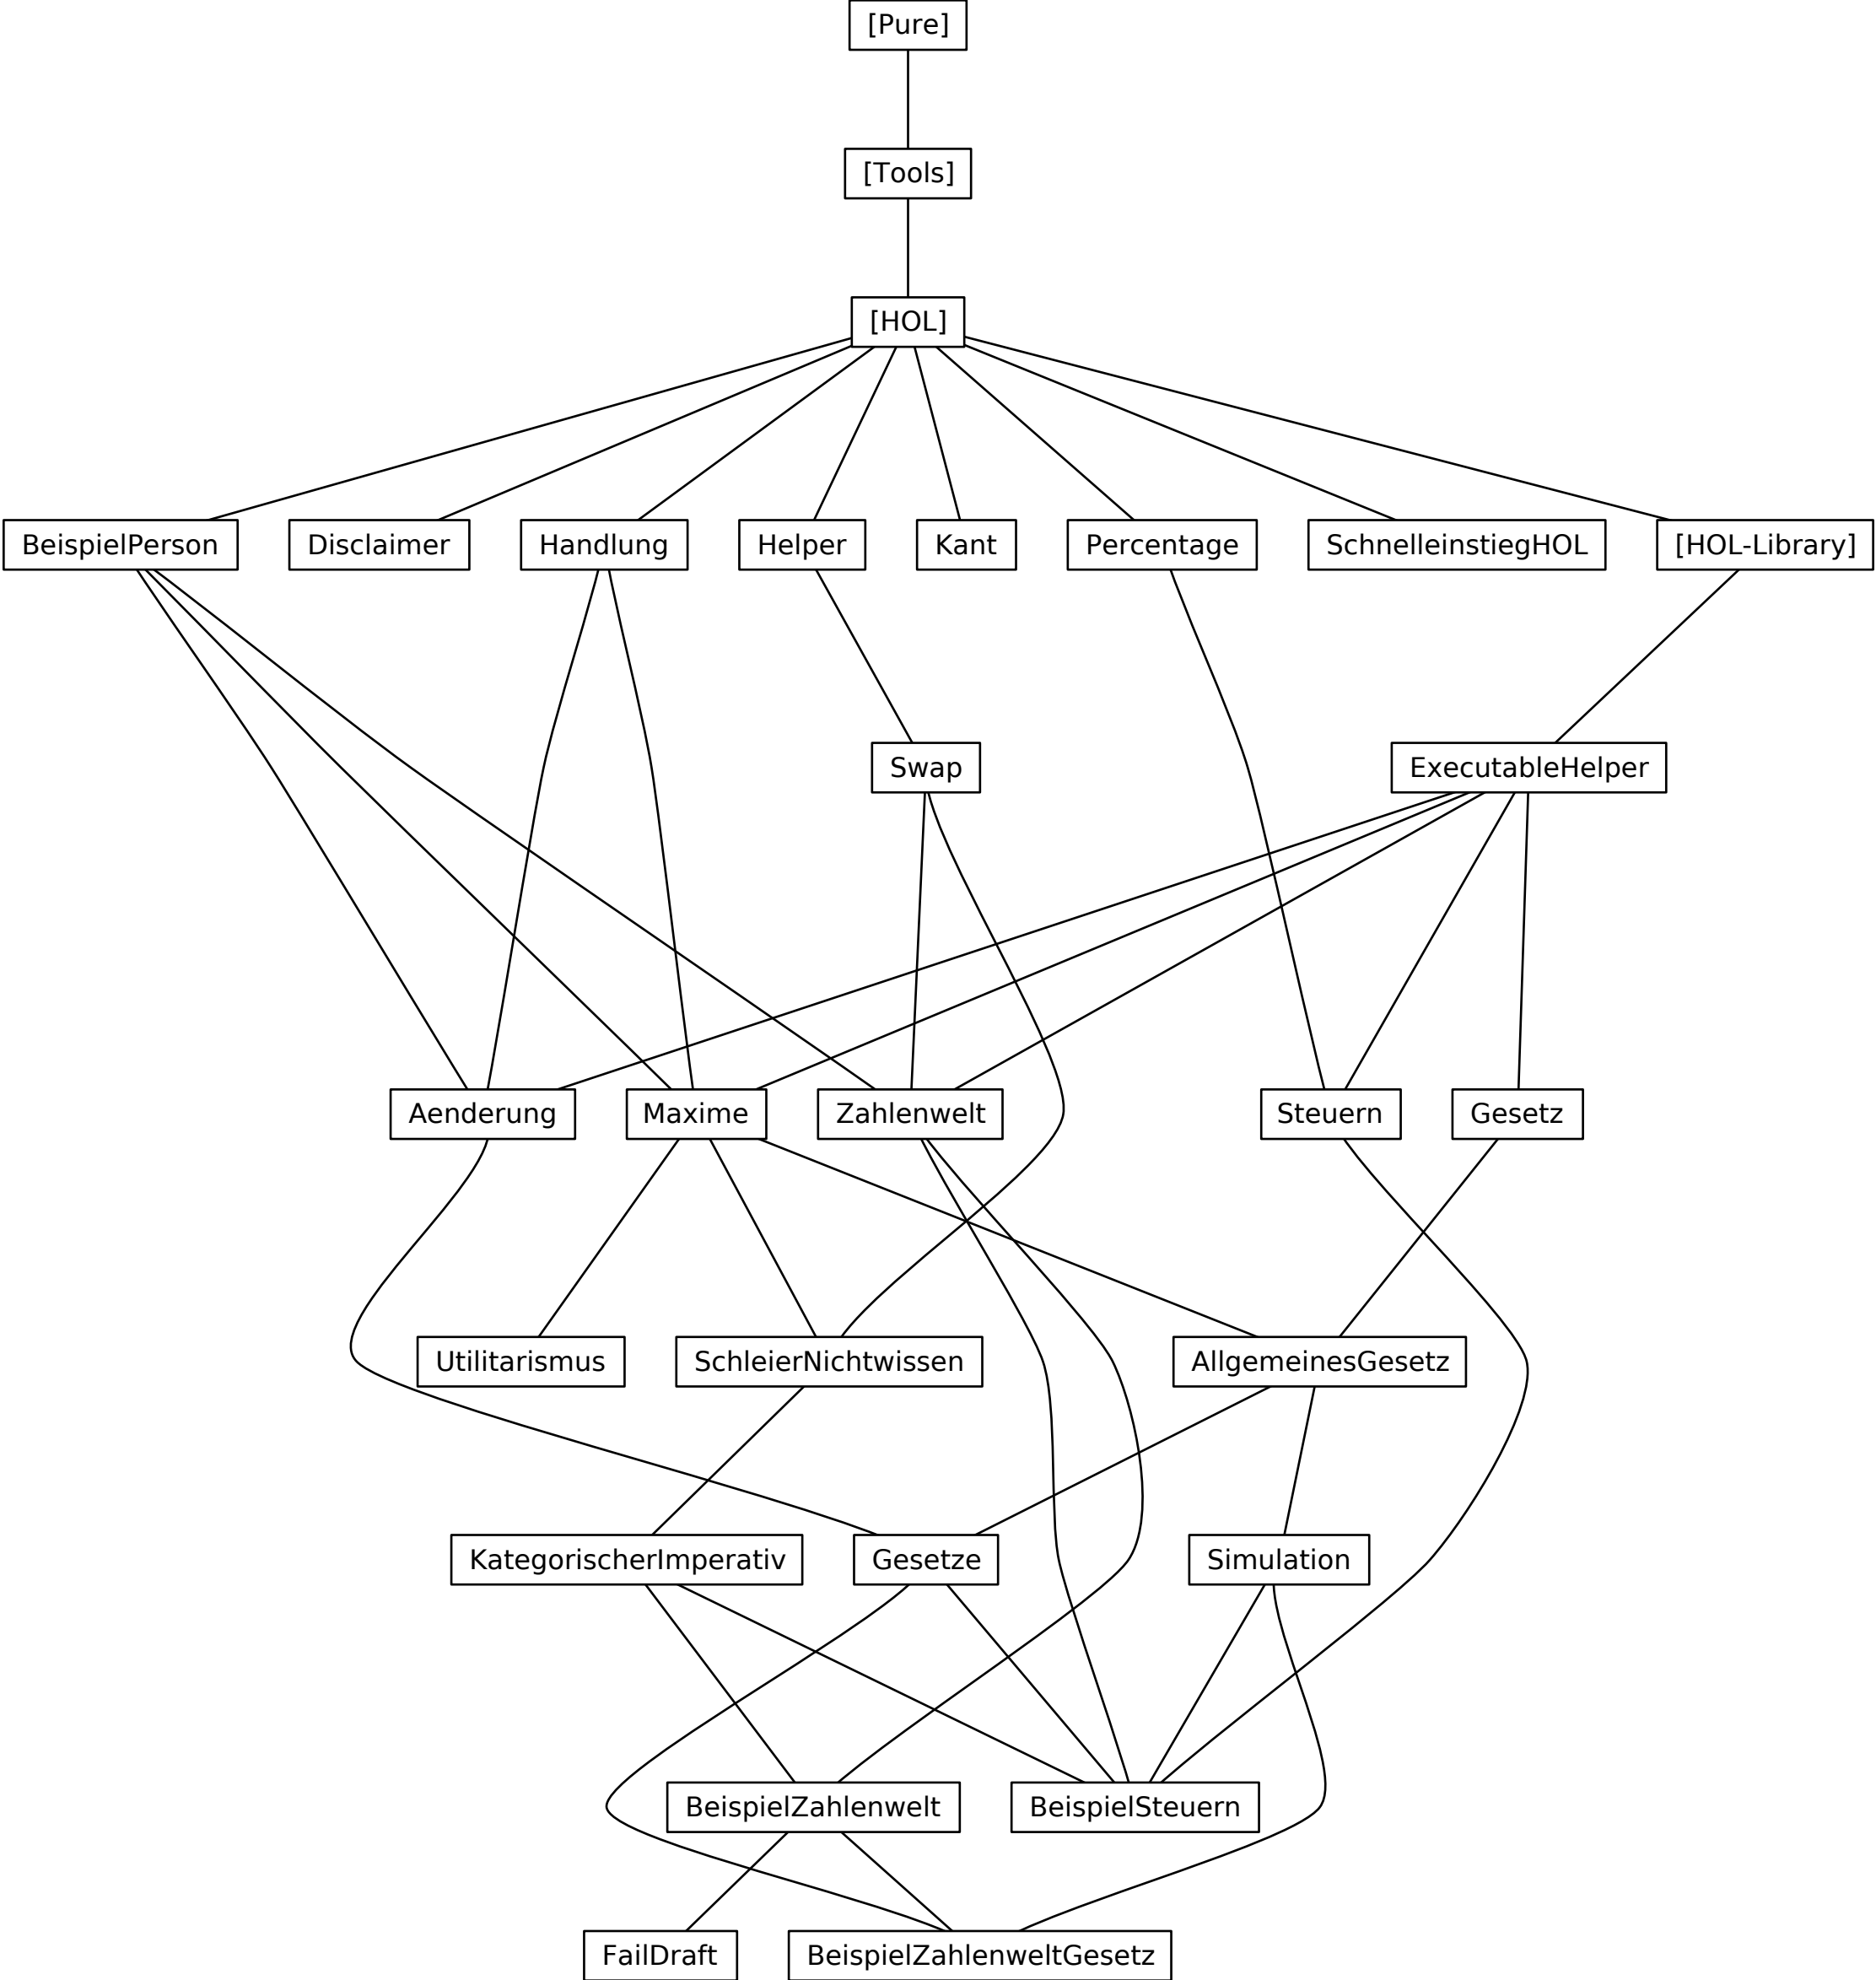 [Pure]
[Tools]
[HOL]
BeispielPerson
Disclaimer
Handlung
Helper
Kant
Percentage
SchnelleinstiegHOL
[HOL-Library]
Swap
ExecutableHelper
Aenderung
Maxime
Zahlenwelt
Steuern
Gesetz
Utilitarismus
SchleierNichtwissen
AllgemeinesGesetz
KategorischerImperativ
Gesetze
Simulation
BeispielZahlenwelt
BeispielSteuern
FailDraft
BeispielZahlenweltGesetz